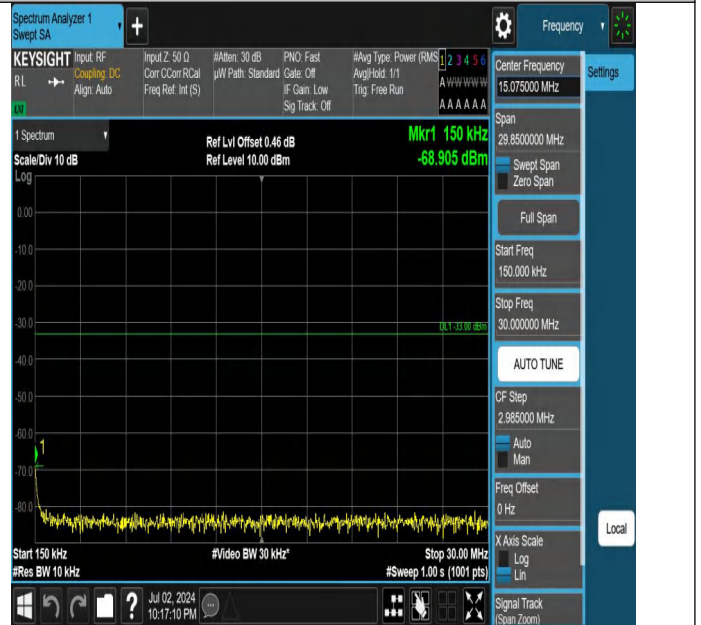 Spectrum Analyzer 1
Swept SA
+
Frequency
KEYSIGHT
RL
LXI
Input: RF
Coupling: DC
Align: Auto
Input Z: 50 Ω
Corr CCorr RCal
Freq Ref: Int (S)
#Atten: 30 dB
µW Path: Standard
PNO: Fast
Gate: Off
IF Gain: Low
Sig Track: Off
#Avg Type: Power (RMS
Avg|Hold: 1/1
Trig: Free Run
1 2 3 4 5 6
A W W W W W
A A A A A A
1 Spectrum
Scale/Div 10 dB
Log
Ref Lvl Offset 0.46 dB
Ref Level 10.00 dBm
Mkr1 150 kHz
-68.905 dBm
0.00
-10.0
-20.0
-30.0
DL1 -33.00 dBm
-40.0
-50.0
-60.0
1
-70.0
-80.0
Start 150 kHz
#Video BW 30 kHz*
Stop 30.00 MHz
#Res BW 10 kHz
#Sweep 1.00 s (1001 pts)
?
Jul 02, 2024
10:17:10 PM
Center Frequency
15.075000 MHz
Settings
Span
29.8500000 MHz
Swept Span
Zero Span
Full Span
Start Freq
150.000 kHz
Stop Freq
30.000000 MHz
AUTO TUNE
CF Step
2.985000 MHz
Auto
Man
Freq Offset
0 Hz
Local
X Axis Scale
Log
Lin
Signal Track
(Span Zoom)